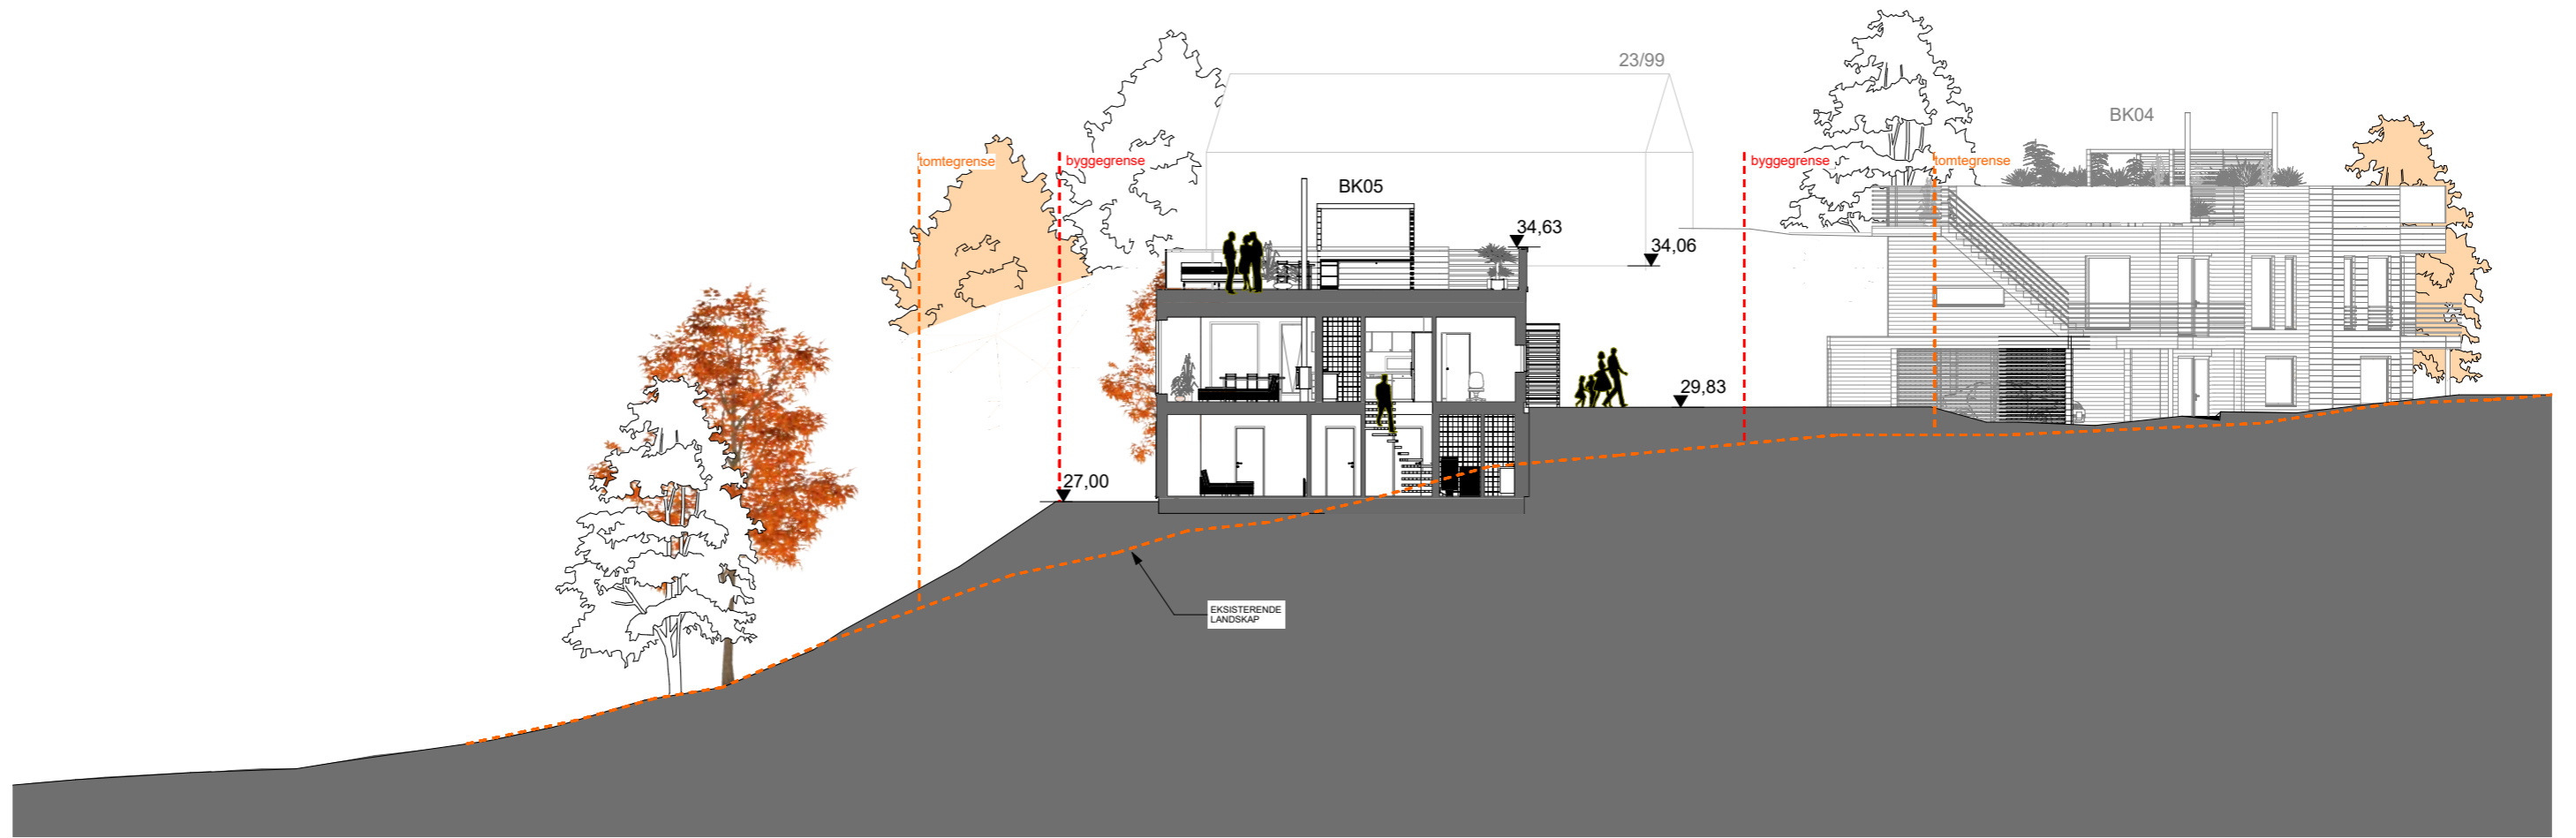 23/99
BK04
tomtegrense
byggegrense
byggegrense
tomtegrense
BK05
34,63
34,06
29,83
27,00
EKSISTERENDE
LANDSKAP